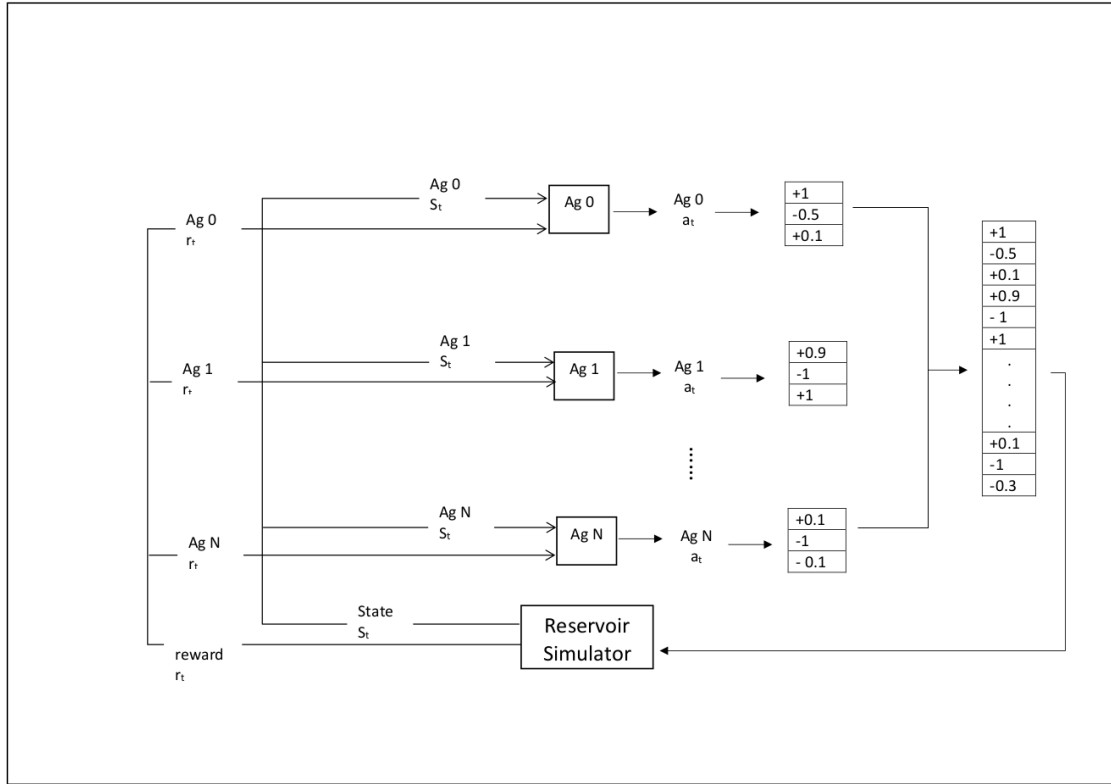 Ag 0
Sₜ
Ag 0
rₜ
Ag 0
Ag 0
aₜ
+1
-0.5
+0.1
Ag 1
Sₜ
Ag 1
rₜ
Ag 1
Ag 1
aₜ
+0.9
-1
+1
......
Ag N
Sₜ
Ag N
rₜ
Ag N
Ag N
aₜ
+0.1
-1
- 0.1
+1
-0.5
+0.1
+0.9
- 1
+1
.
.
.
.
+0.1
-1
-0.3
State
Sₜ
reward
rₜ
Reservoir
Simulator